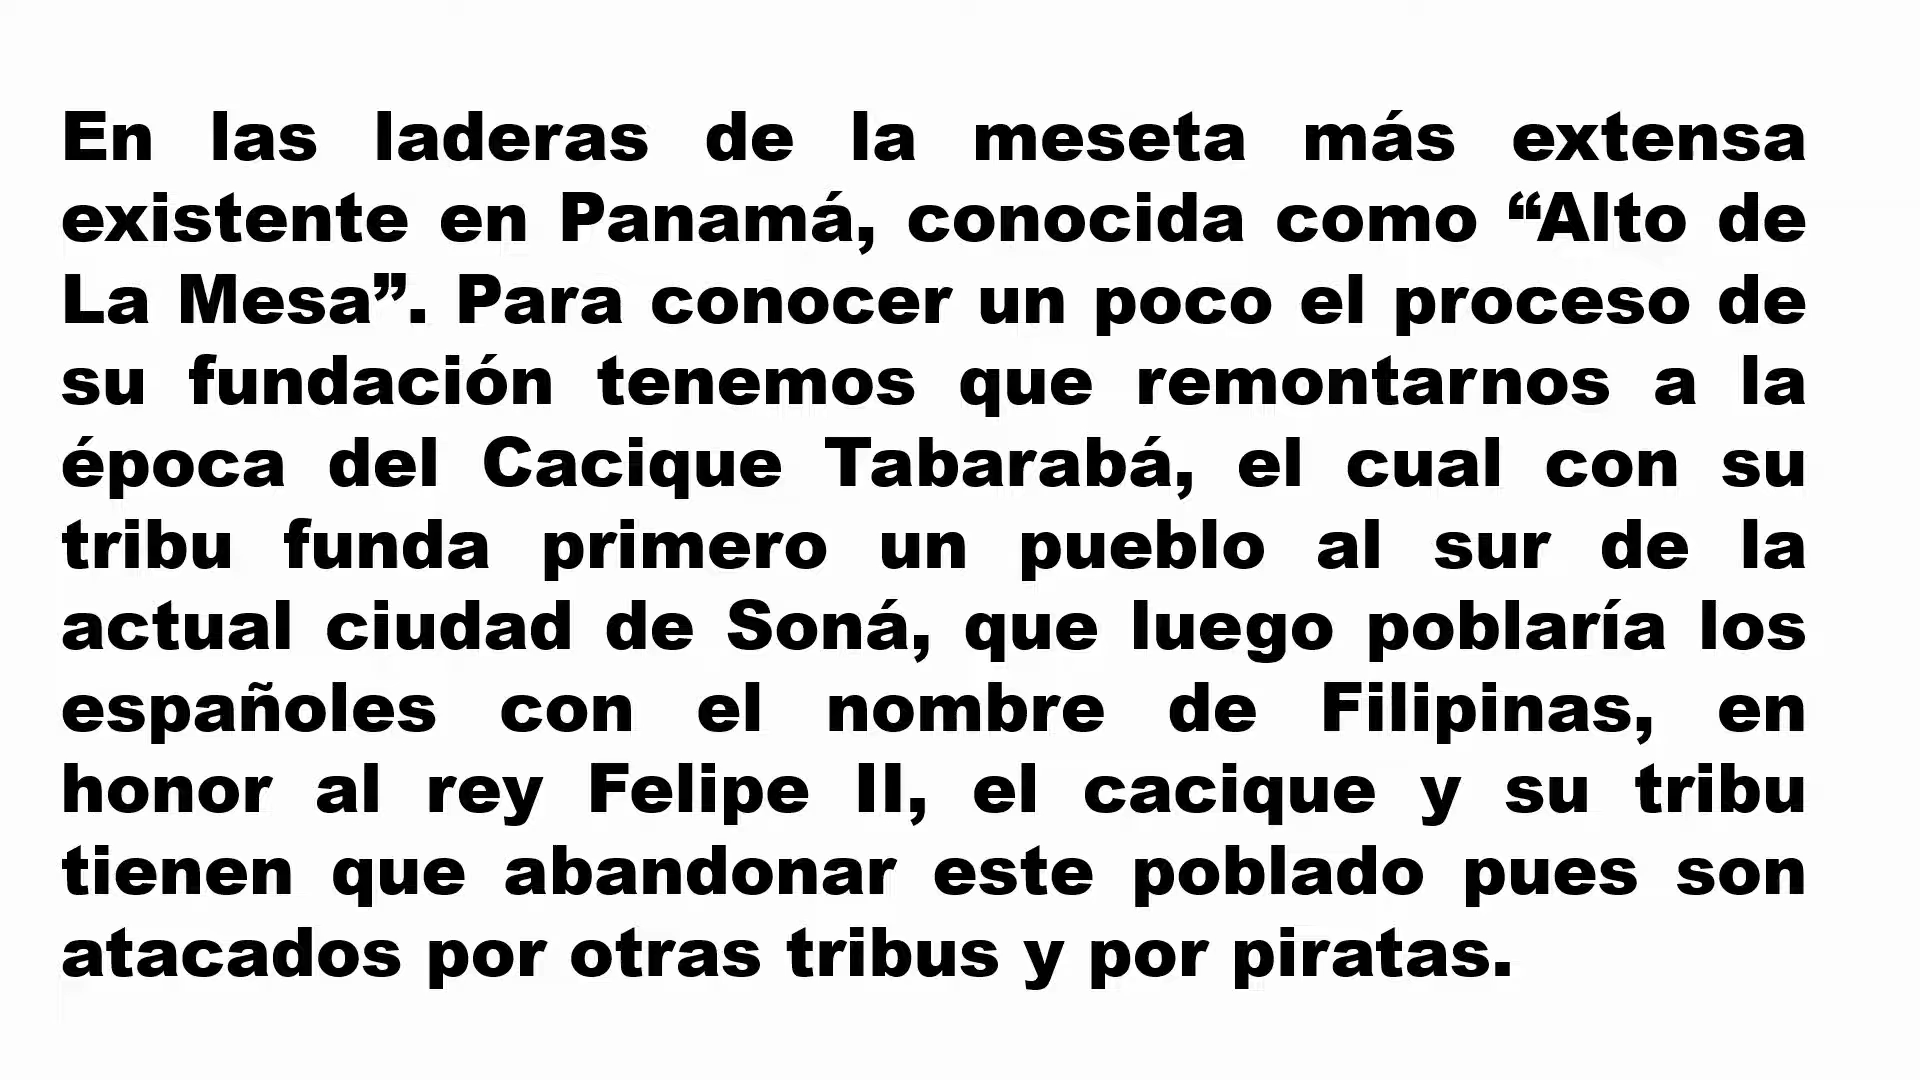 En las laderas de la meseta más extensa
existente en Panamá, conocida como “Alto de
La Mesa”. Para conocer un poco el proceso de
su fundación tenemos que remontarnos a la
época del Cacique Tabarabá, el cual con su
tribu funda primero un pueblo al sur de la
actual ciudad de Soná, que luego poblaría los
españoles con el nombre de Filipinas, en
honor al rey Felipe II, el cacique y su tribu
tienen que abandonar este poblado pues son
atacados por otras tribus y por piratas.